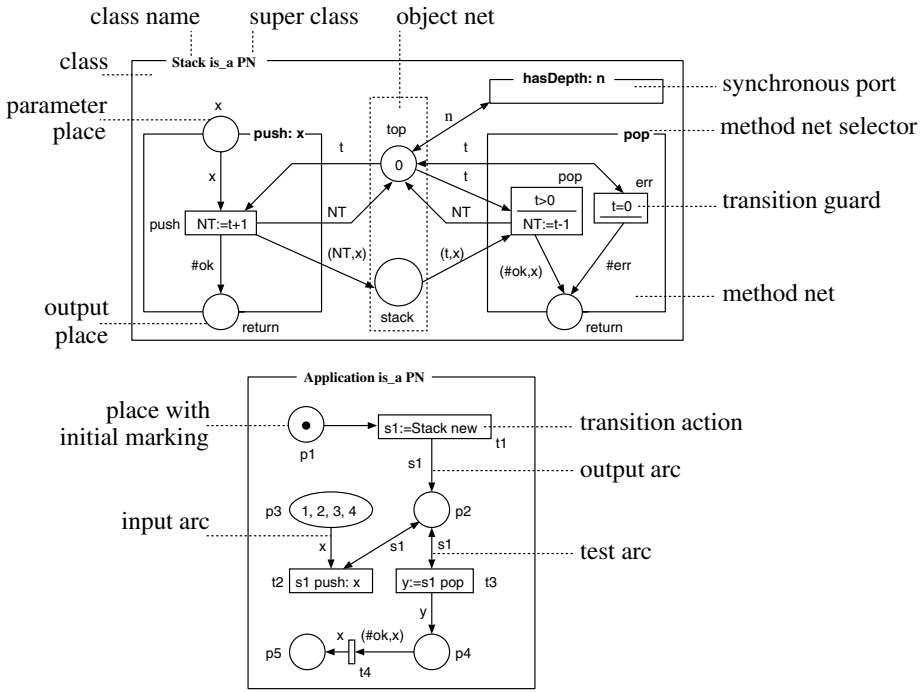 class name
super class
object net
class
Stack is_a PN
hasDepth: n
synchronous port
parameter
place
x
n
top
push: x
pop
method net selector
t
0
t
x
t
pop
err
NT
NT
t>0
t=0
transition guard
push
NT:=t+1
NT:=t-1
#ok
(NT,x)
(t,x)
(#ok,x)
#err
method net
output
place
return
stack
return
Application is_a PN
place with
initial marking
s1:=Stack new
transition action
p1
t1
s1
output arc
p3
1, 2, 3, 4
p2
input arc
x
s1
s1
test arc
t2
s1 push: x
y:=s1 pop
t3
y
x
(#ok,x)
p5
p4
t4